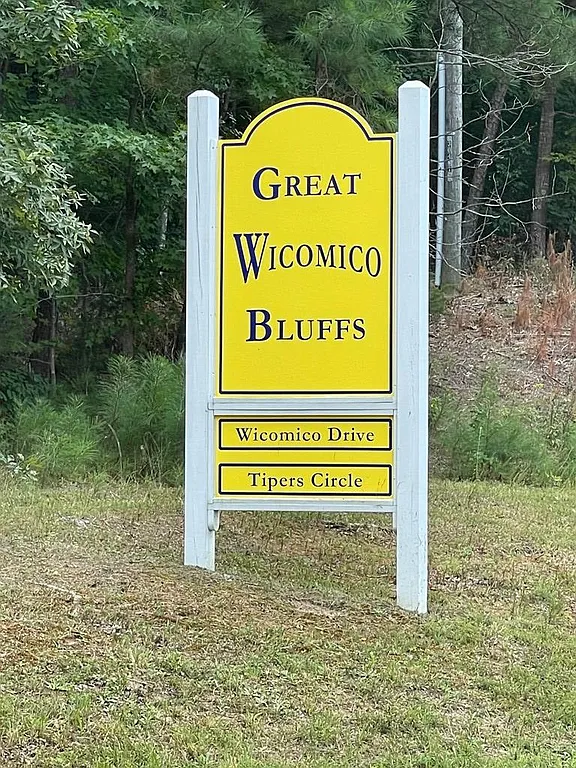 GREAT
WICOMICO
BLUFFS
Wicomico Drive
Tipers Circle